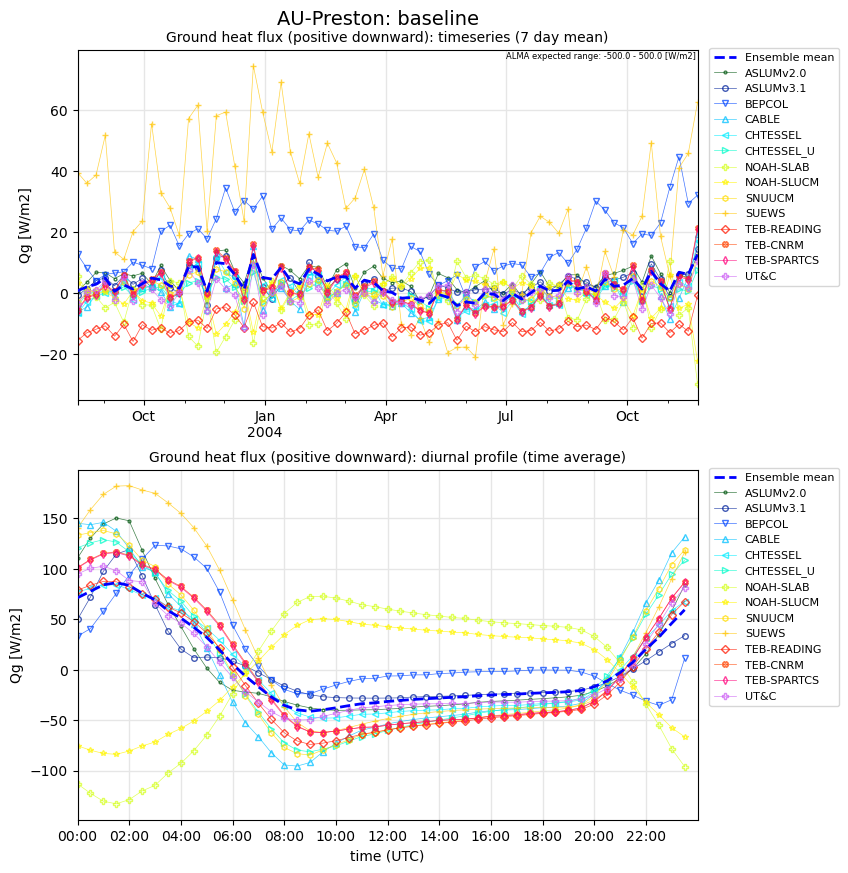 AU-Preston: baseline
Ground heat flux (positive downward): timeseries (7 day mean)
ALMA expected range: -500.0 - 500.0 [W/m2]
Qg [W/m2]
60
40
20
0
−20
Oct
Jan
2004
Apr
Jul
Oct
Ensemble mean
ASLUMv2.0
ASLUMv3.1
BEPCOL
CABLE
CHTESSEL
CHTESSEL_U
NOAH-SLAB
NOAH-SLUCM
SNUUCM
SUEWS
TEB-READING
TEB-CNRM
TEB-SPARTCS
UT&C
Ground heat flux (positive downward): diurnal profile (time average)
Qg [W/m2]
150
100
50
0
−50
−100
00:00
02:00
04:00
06:00
08:00
10:00
12:00
14:00
16:00
18:00
20:00
22:00
time (UTC)
Ensemble mean
ASLUMv2.0
ASLUMv3.1
BEPCOL
CABLE
CHTESSEL
CHTESSEL_U
NOAH-SLAB
NOAH-SLUCM
SNUUCM
SUEWS
TEB-READING
TEB-CNRM
TEB-SPARTCS
UT&C